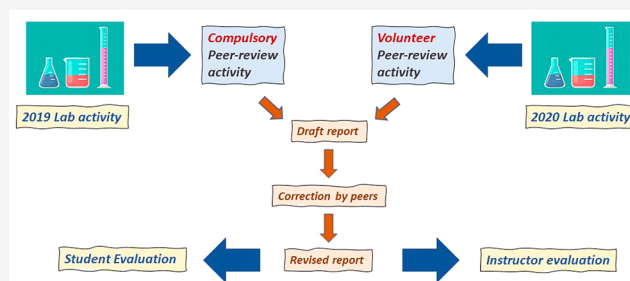 Compulsory
Peer-review
activity
Volunteer
Peer-review
activity
2019 Lab activity
2020 Lab activity
Draft report
Correction by peers
Student Evaluation
Revised report
Instructor evaluation